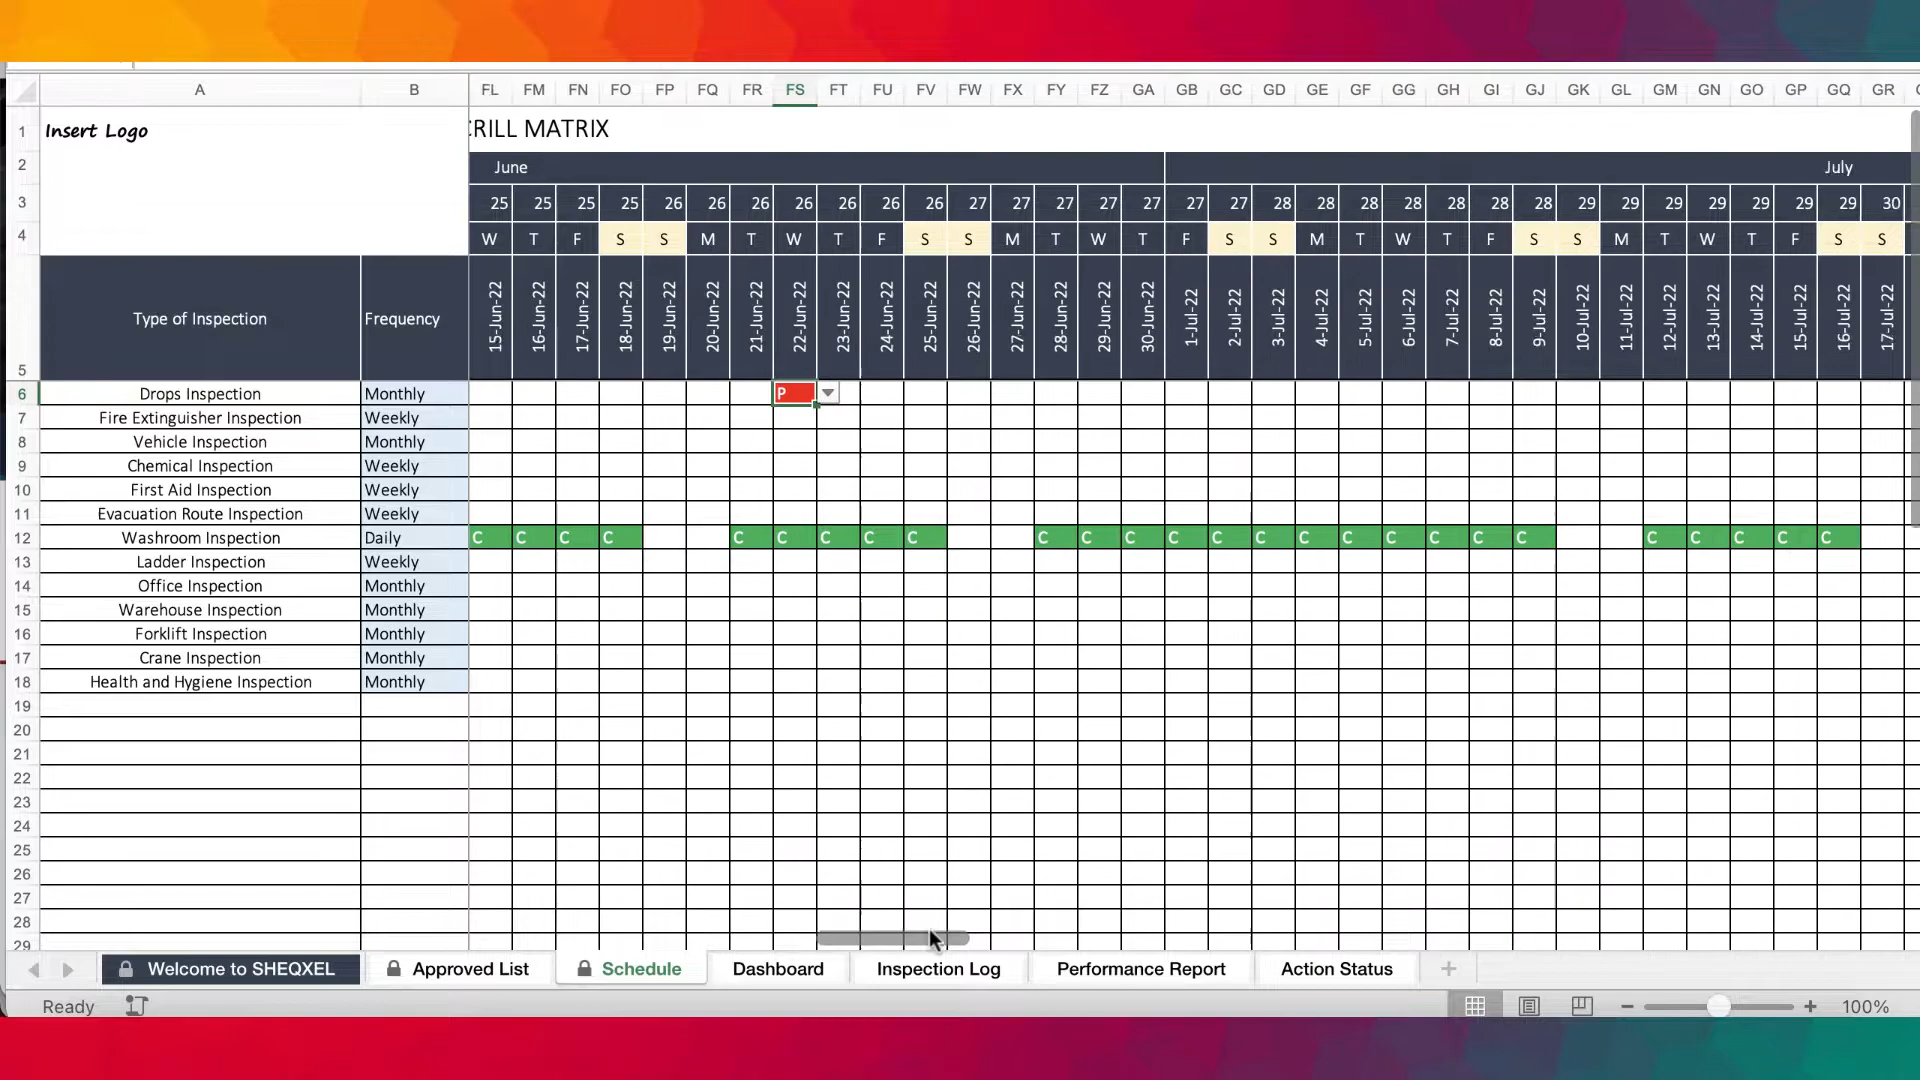 A B FL FM FN FO FP FQ FR FS FT FU FV FW FX FY FZ GA GB GC GD GE GF GG GH GI GJ GK GL GM GN GO GP GQ GR
1 Insert Logo RILL MATRIX
2 June July
3 25 25 25 25 26 26 26 26 26 26 26 27 27 27 27 27 27 27 28 28 28 28 28 28 28 29 29 29 29 29 29 29 30
4 W T F S S M T W T F S S M T W T F S S M T W T F S S M T W T F S S
5 Type of Inspection Frequency 15-Jun-22 16-Jun-22 17-Jun-22 18-Jun-22 19-Jun-22 20-Jun-22 21-Jun-22 22-Jun-22 23-Jun-22 24-Jun-22 25-Jun-22 26-Jun-22 27-Jun-22 28-Jun-22 29-Jun-22 30-Jun-22 1-Jul-22 2-Jul-22 3-Jul-22 4-Jul-22 5-Jul-22 6-Jul-22 7-Jul-22 8-Jul-22 9-Jul-22 10-Jul-22 11-Jul-22 12-Jul-22 13-Jul-22 14-Jul-22 15-Jul-22 16-Jul-22 17-Jul-22
6 Drops Inspection Monthly P
7 Fire Extinguisher Inspection Weekly
8 Vehicle Inspection Monthly
9 Chemical Inspection Weekly
10 First Aid Inspection Weekly
11 Evacuation Route Inspection Weekly
12 Washroom Inspection Daily C C C C C C C C C C C C C C C C C C C C C C C C C C
13 Ladder Inspection Weekly
14 Office Inspection Monthly
15 Warehouse Inspection Monthly
16 Forklift Inspection Monthly
17 Crane Inspection Monthly
18 Health and Hygiene Inspection Monthly
19
20
21
22
23
24
25
26
27
28
29
Welcome to SHEQXEL Approved List Schedule Dashboard Inspection Log Performance Report Action Status
Ready 100%